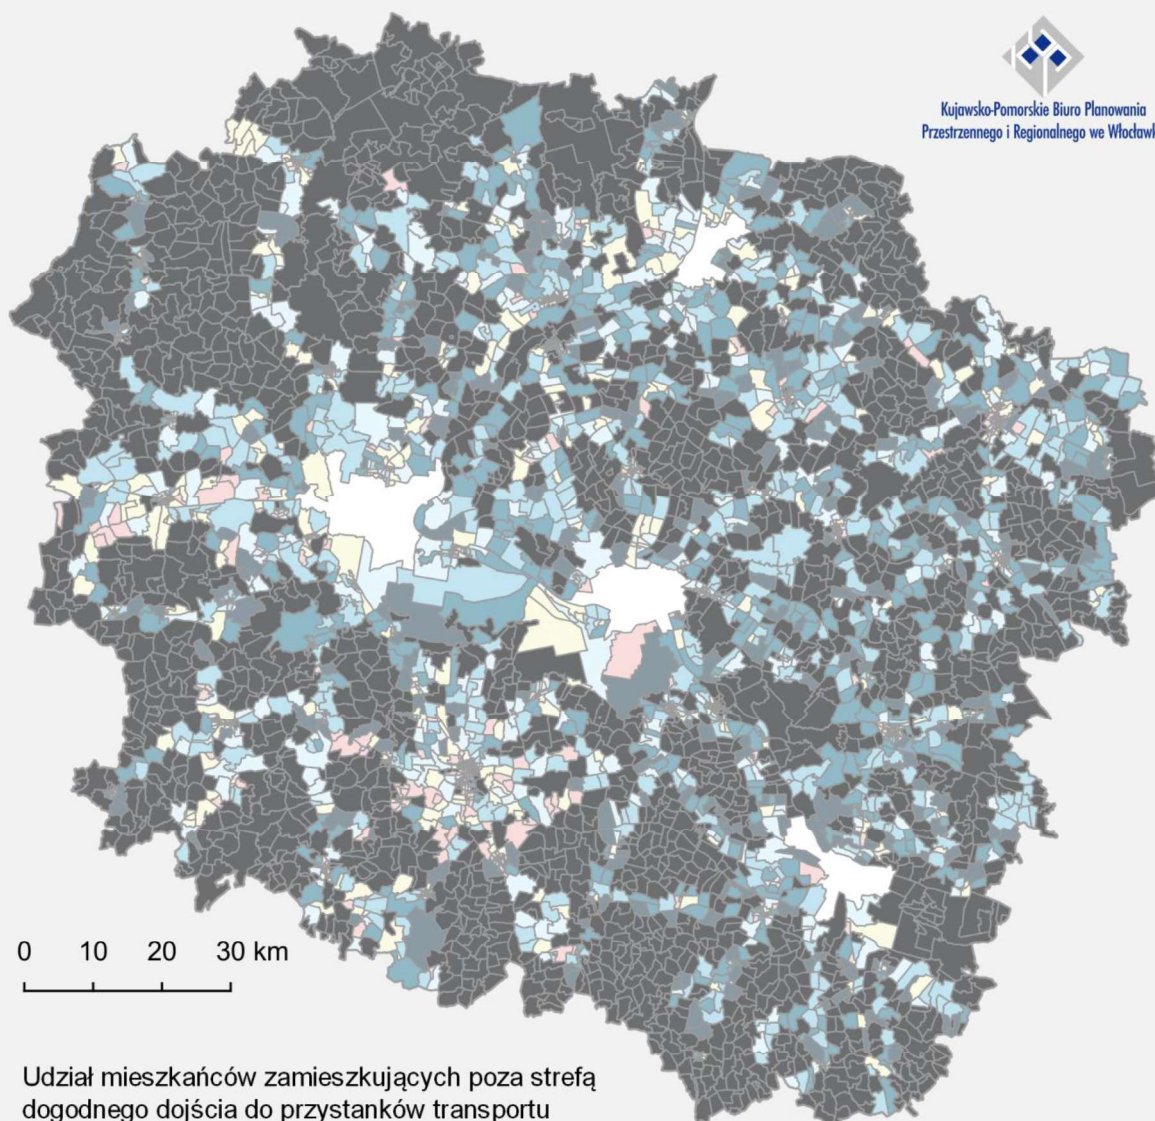 Kujawsko-Pomorskie Biuro Planowania
Przestrzennego i Regionalnego we Włocławk
0 10 20 30 km
Udział mieszkańców zamieszkujących poza strefą
dogodnego dojścia do przystanków transportu